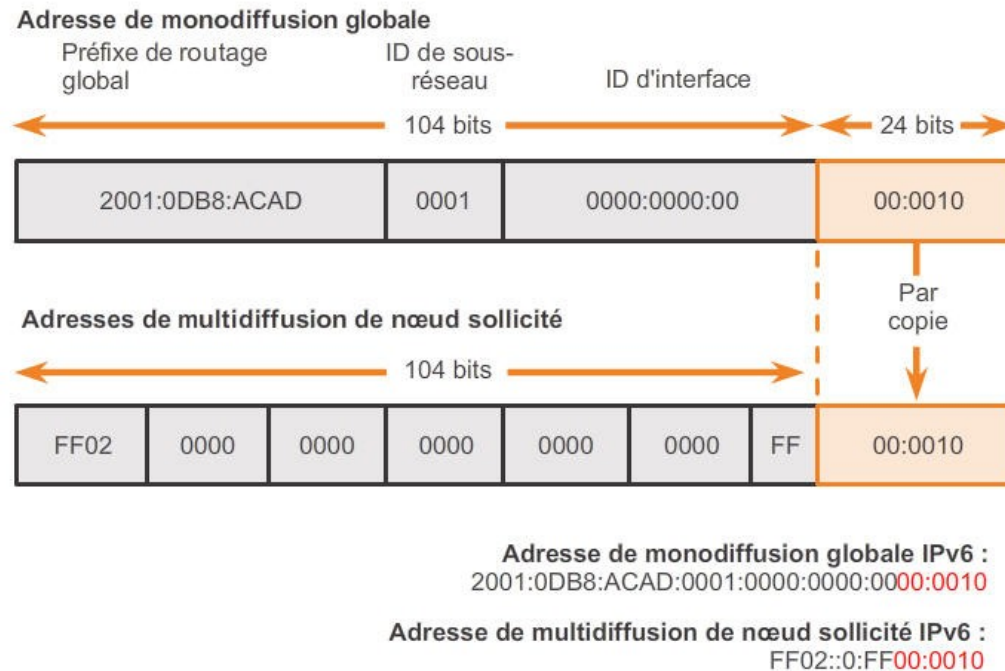 Adresse de monodiffusion globale
Préfixe de routage
global
ID de sous-
réseau
ID d'interface
104 bits
24 bits
2001:0DB8:ACAD
0001
0000:0000:00
00:0010
Par
copie
Adresses de multidiffusion de nœud sollicité
104 bits
FF02
0000
0000
0000
0000
0000
FF
00:0010
Adresse de monodiffusion globale IPv6 :
2001:0DB8:ACAD:0001:0000:0000:0000:0010
Adresse de multidiffusion de nœud sollicité IPv6 :
FF02::0:FF00:0010